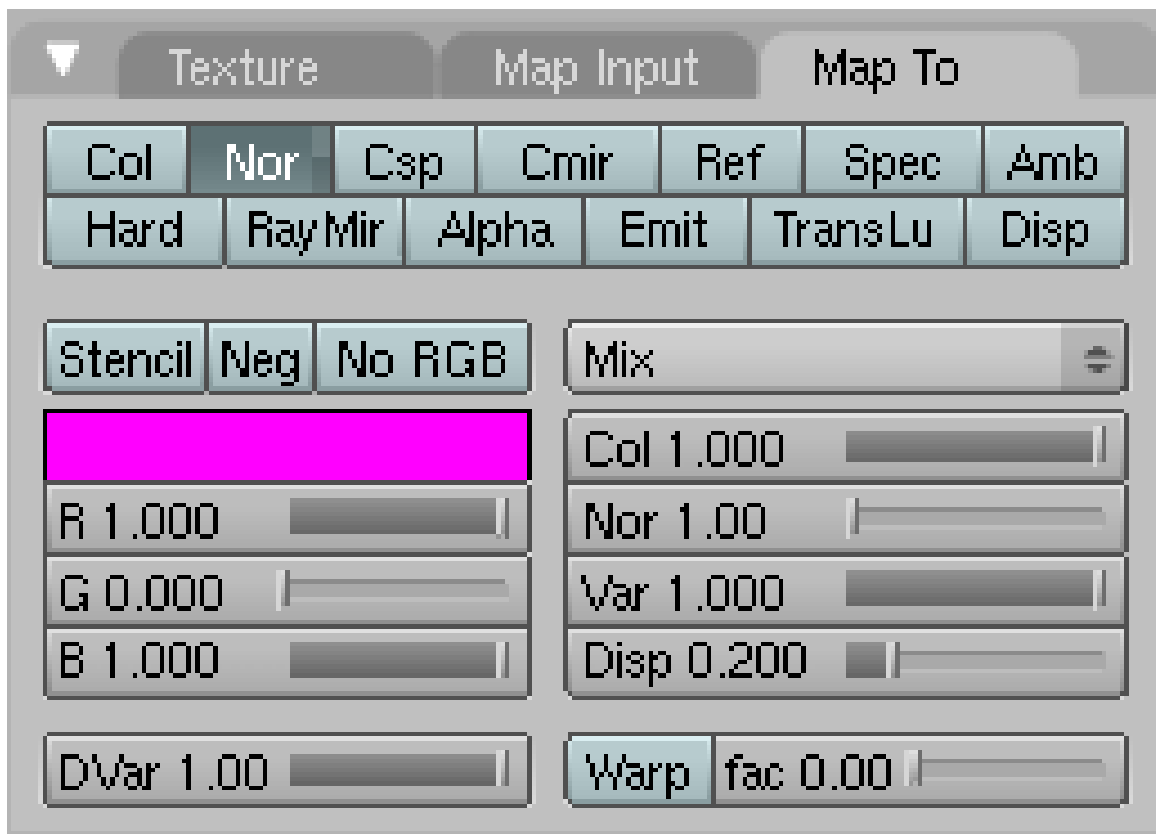 Texture Map Input Map To
Col Nor Csp Cmir Ref Spec Amb
Hard RayMir Alpha Emit TransLu Disp
Stencil Neg No RGB Mix
Col 1.000
R 1.000 Nor 1.00
G 0.000 Var 1.000
B 1.000 Disp 0.200
DVar 1.00 Warp fac 0.00